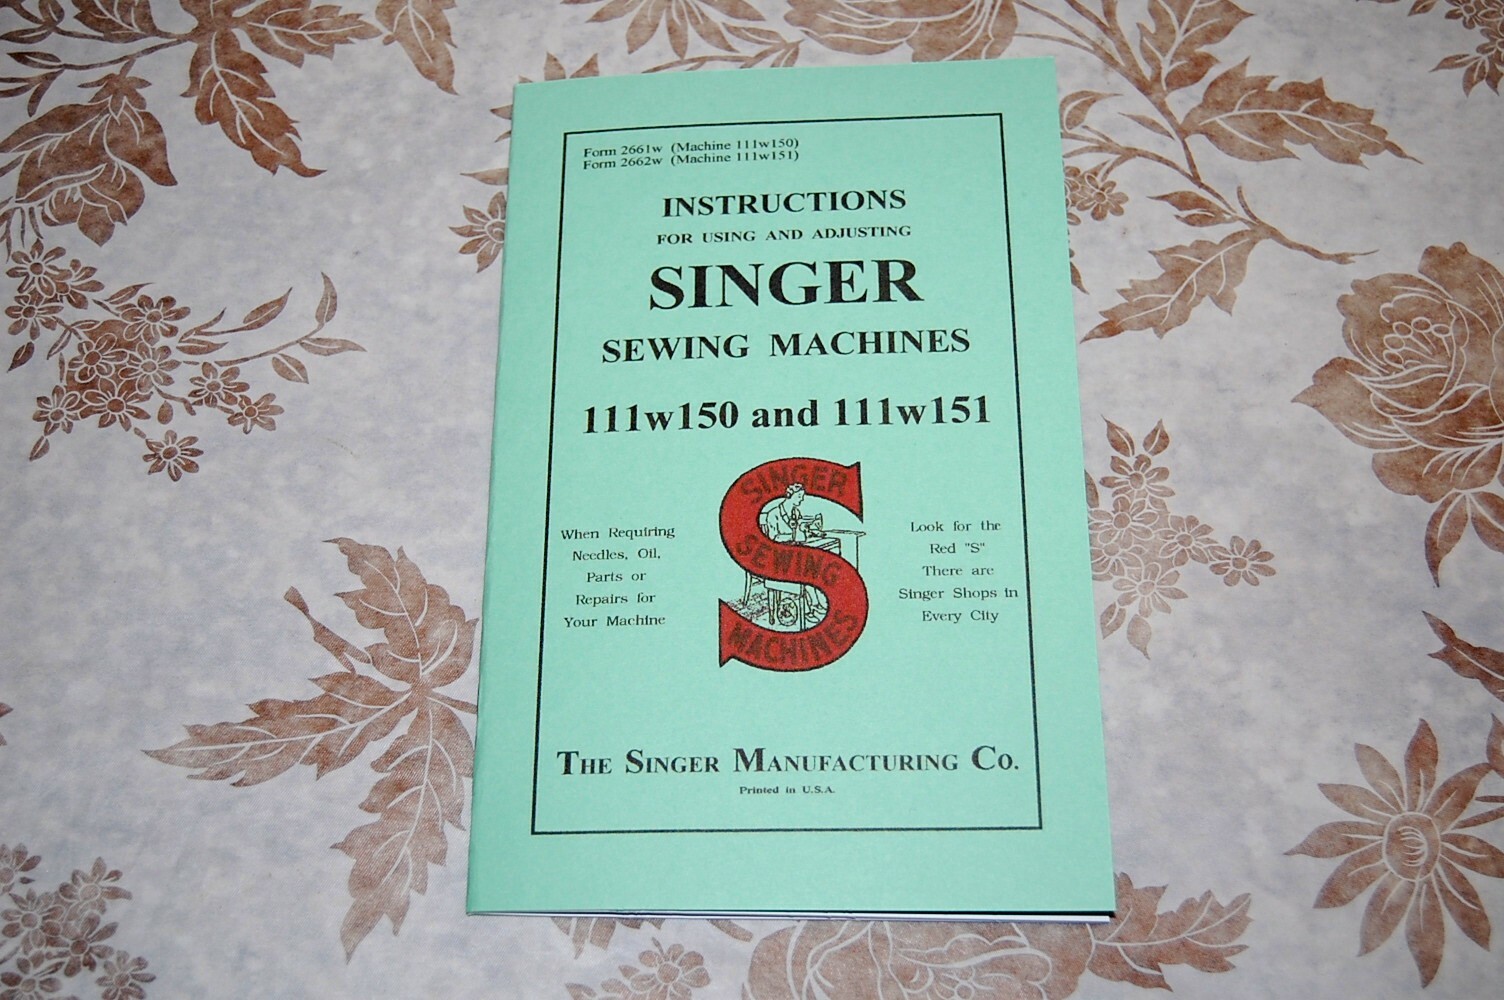 Form 2661w (Machine 111w150)
Form 2662w (Machine 111w151)
INSTRUCTIONS
FOR USING AND ADJUSTING
SINGER
SEWING MACHINES
111w150 and 111w151
When Requiring
Needles, Oil,
Parts or
Repairs for
Your Machine
SINGER
SEWING
MACHINES
Look for the
Red "S"
There are
Singer Shops in
Every City
THE SINGER MANUFACTURING CO.
Printed in U.S.A.